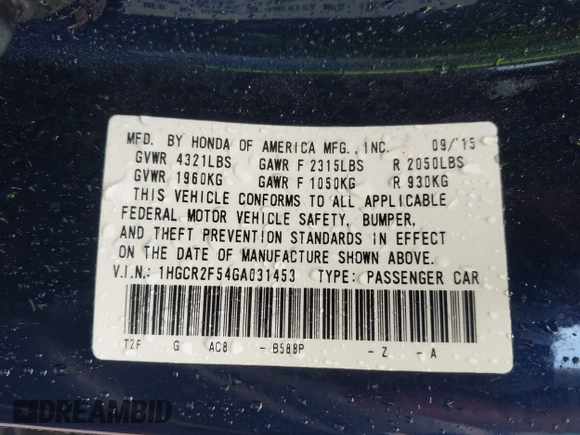 MFD. BY HONDA OF AMERICA MFG., INC. 09/'15
GVWR 4321LBS GAWR F 2315LBS R 2050LBS
GVWR 1960KG GAWR F 1050KG R 930KG
THIS VEHICLE CONFORMS TO ALL APPLICABLE
FEDERAL MOTOR VEHICLE SAFETY, BUMPER,
AND THEFT PREVENTION STANDARDS IN EFFECT
ON THE DATE OF MANUFACTURE SHOWN ABOVE.
V.I.N.: 1HGCR2F54GA031453 TYPE: PASSENGER CAR
T2F G AC8 - B588P - Z - A
DREAMBID